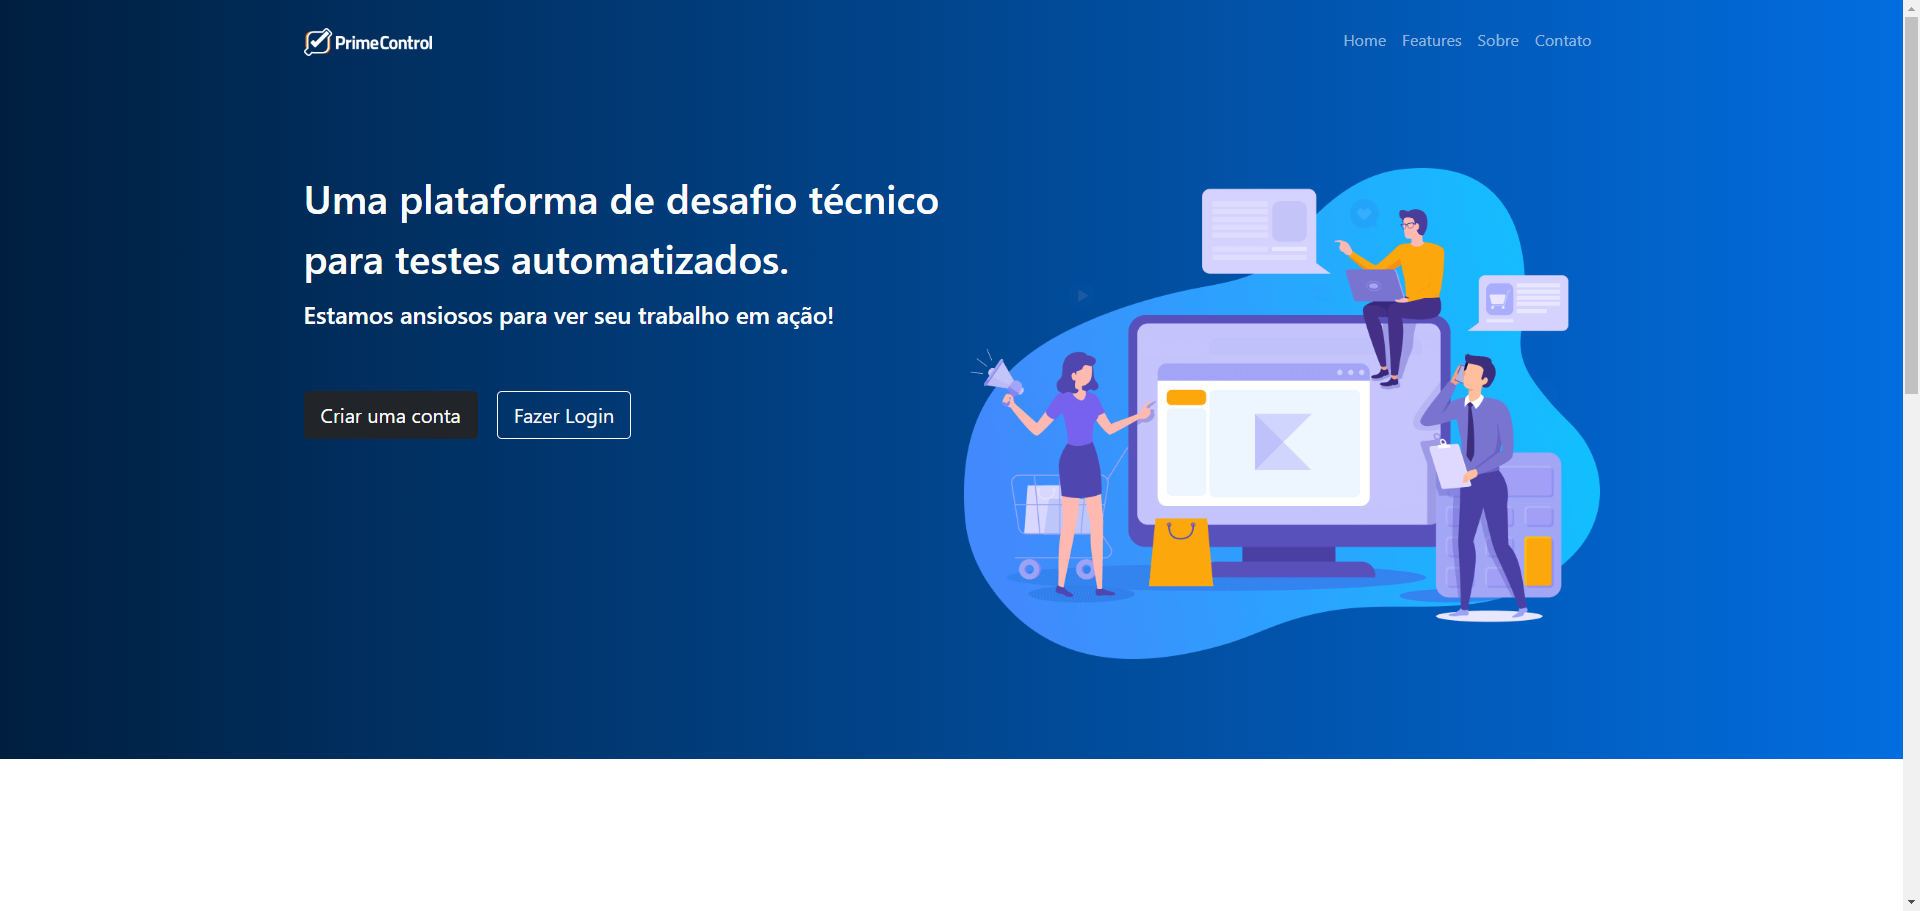 PrimeControl
Home Features Sobre Contato
Uma plataforma de desafio técnico
para testes automatizados.
Estamos ansiosos para ver seu trabalho em ação!
Criar uma conta Fazer Login